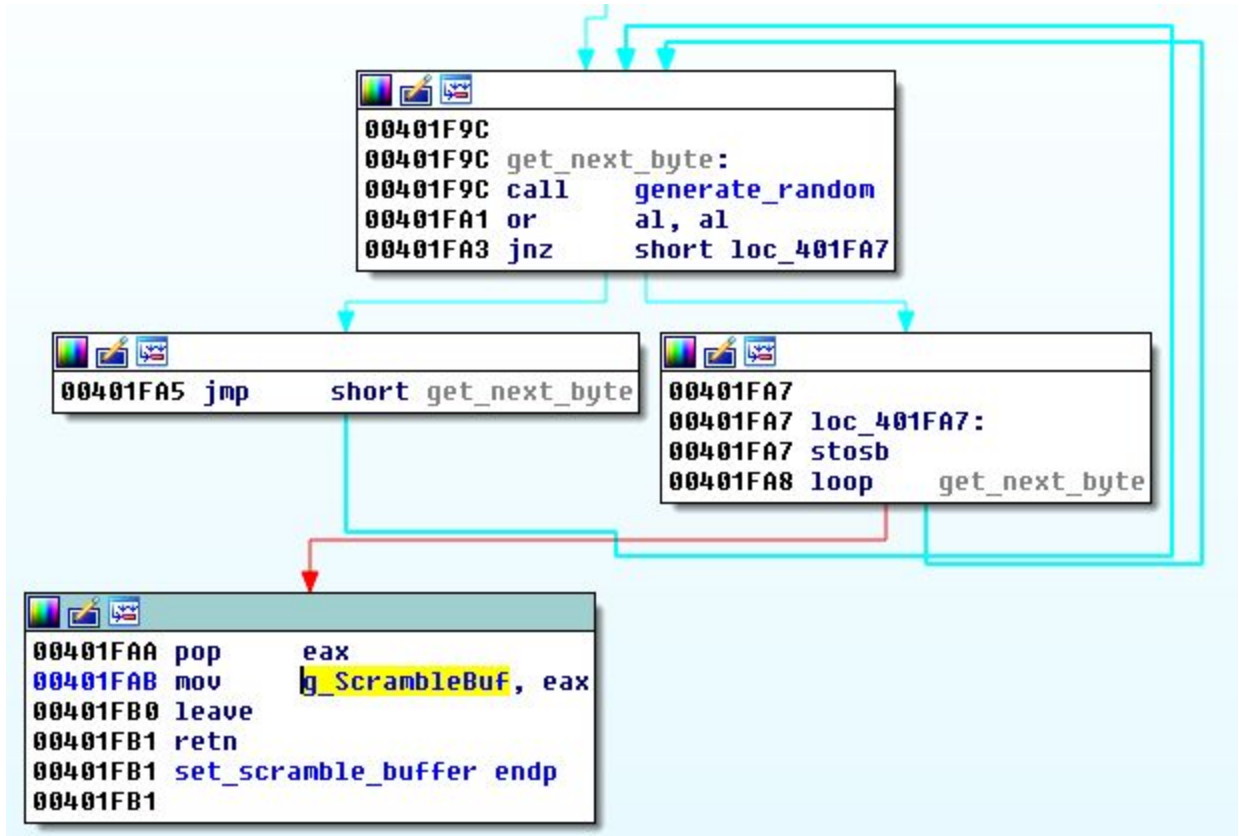 00401F9C
00401F9C get_next_byte:
00401F9C call generate_random
00401FA1 or al, al
00401FA3 jnz short loc_401FA7
00401FA5 jmp short get_next_byte
00401FA7
00401FA7 loc_401FA7:
00401FA7 stosb
00401FA8 loop get_next_byte
00401FAA pop eax
00401FAB mov g_ScrambleBuf, eax
00401FB0 leave
00401FB1 retn
00401FB1 set_scramble_buffer endp
00401FB1